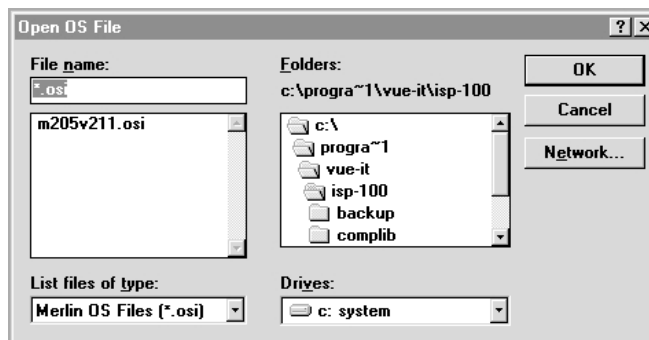 Open OS File
File name:
*.osi
m205v211.osi
List files of type:
Merlin OS Files (*.osi)
Folders:
c:\progra~1\vue-it\isp-100
c:\
progra~1
vue-it
isp-100
backup
complib
Drives:
c: system
OK
Cancel
Network...